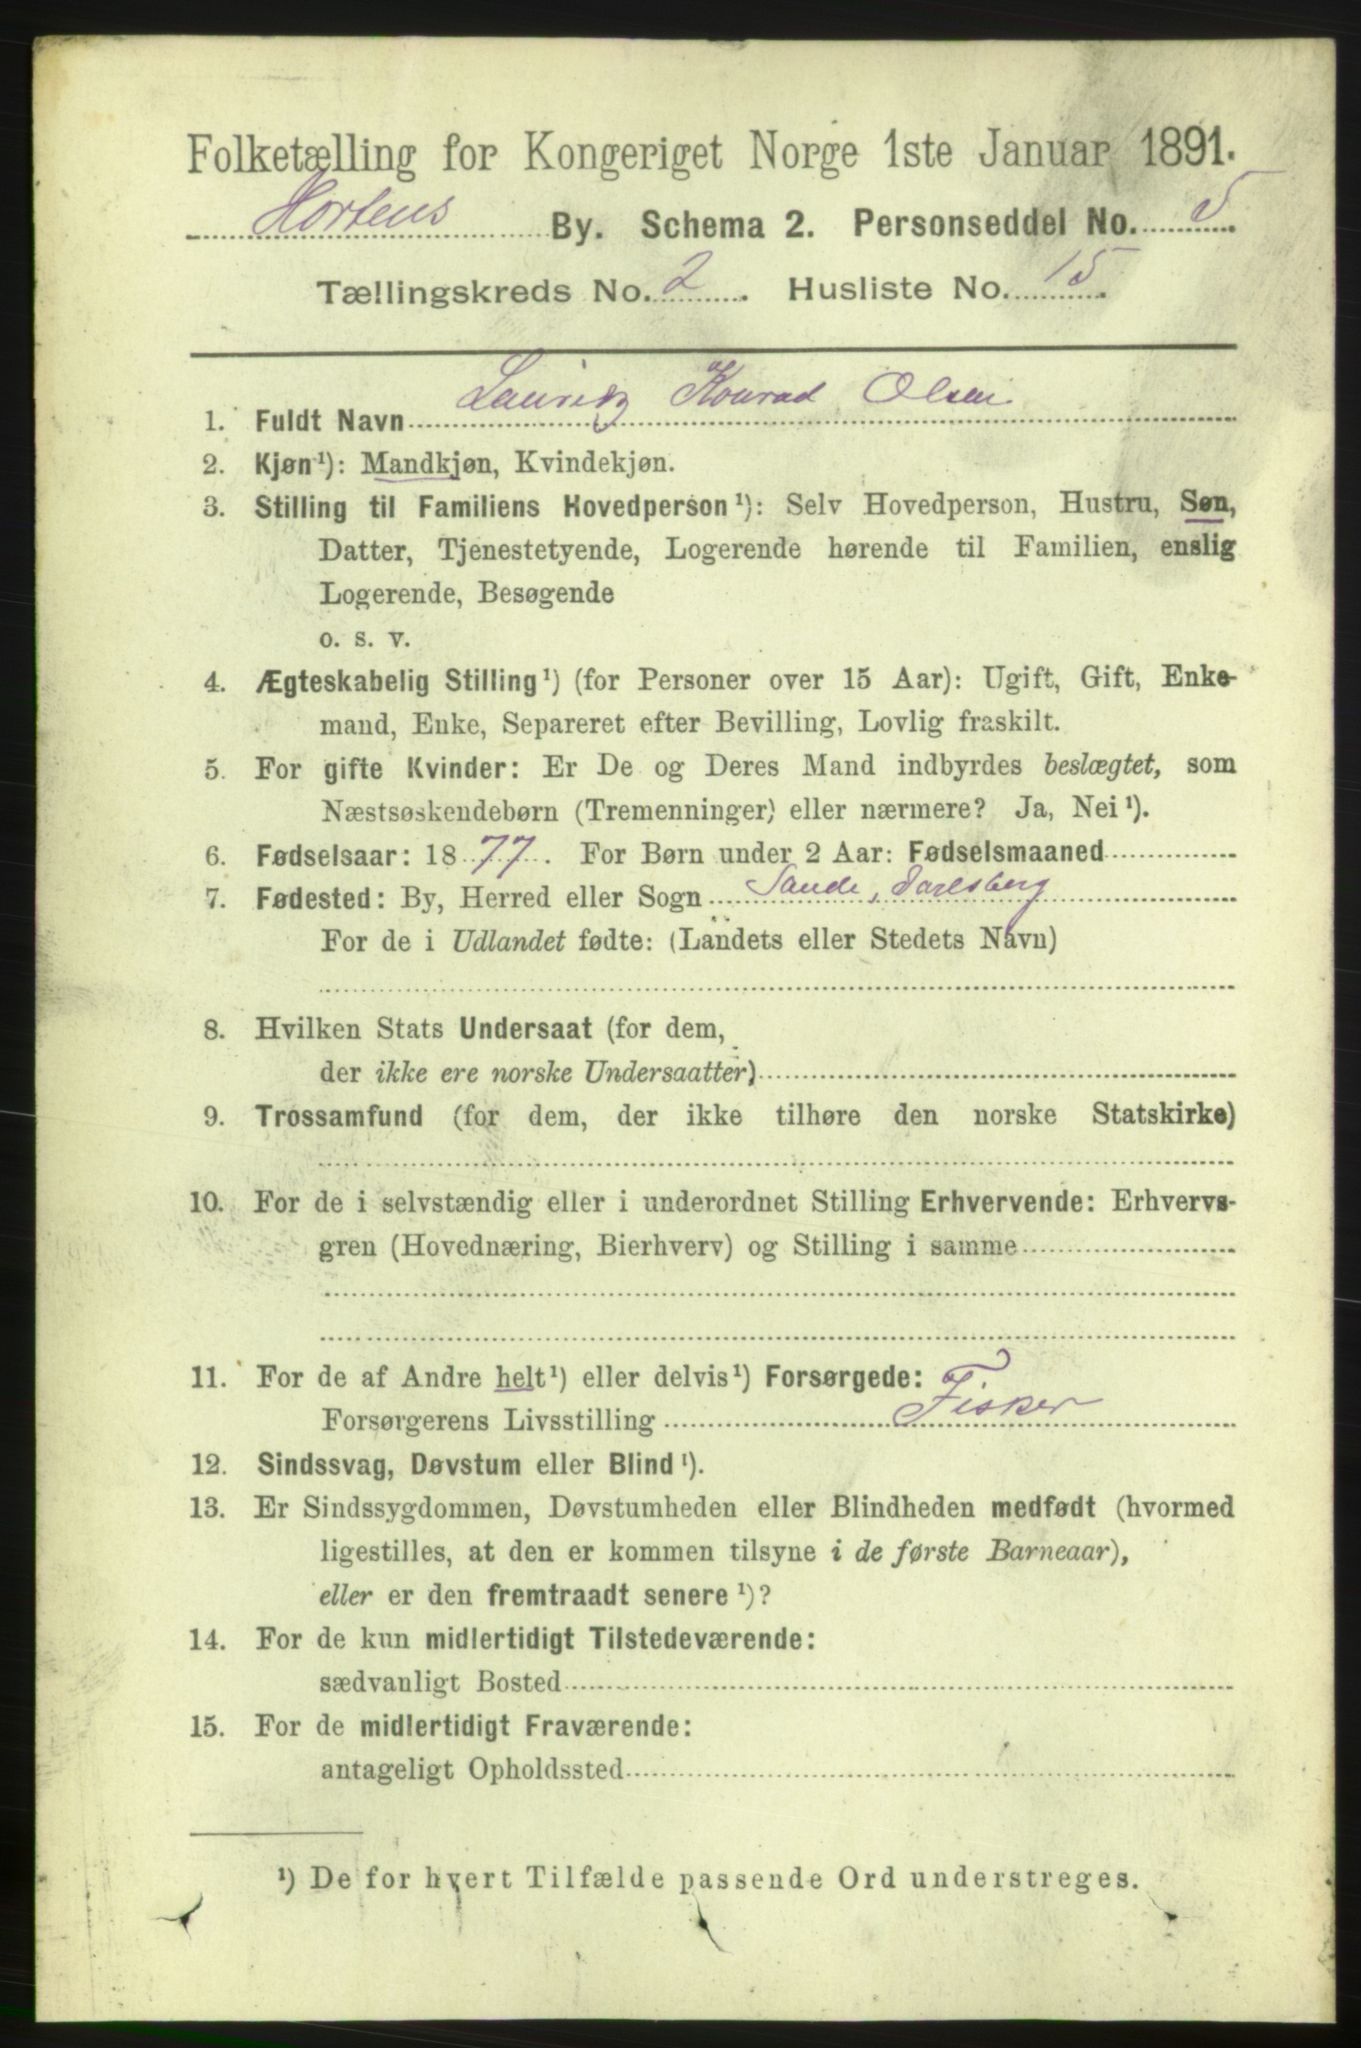 Folketælling for Kongeriget Norge 1ste Januar 1891.
Hortens By. Schema 2. Personseddel No. 5
Tællingskreds No. 2. Husliste No. 15.
1. Fuldt Navn Lauritz Konrad Olsen
2. Kjøn¹): Mandkjøn, Kvindekjøn.
3. Stilling til Familiens Hovedperson¹): Selv Hovedperson, Hustru, Søn,
Datter, Tjenestetyende, Logerende hørende til Familien, enslig
Logerende, Besøgende
o. s. v.
4. Ægteskabelig Stilling¹) (for Personer over 15 Aar): Ugift, Gift, Enke-
mand, Enke, Separeret efter Bevilling, Lovlig fraskilt.
5. For gifte Kvinder: Er De og Deres Mand indbyrdes beslægtet, som
Næstsøskendebørn (Tremenninger) eller nærmere? Ja, Nei¹).
6. Fødselsaar: 1877. For Børn under 2 Aar: Fødselsmaaned
7. Fødested: By, Herred eller Sogn Sande, Jarlsberg
For de i Udlandet fødte: (Landets eller Stedets Navn)
8. Hvilken Stats Undersaat (for dem,
der ikke ere norske Undersaatter)
9. Trossamfund (for dem, der ikke tilhøre den norske Statskirke)
10. For de i selvstændig eller i underordnet Stilling Erhvervende: Erhvervs-
gren (Hovednæring, Bierhverv) og Stilling i samme
11. For de af Andre helt¹) eller delvis¹) Forsørgede:
Forsørgerens Livsstilling Fisker
12. Sindssvag, Døvstum eller Blind¹).
13. Er Sindssygdommen, Døvstumheden eller Blindheden medfødt (hvormed
ligestilles, at den er kommen tilsyne i de første Barneaar),
eller er den fremtraadt senere¹)?
14. For de kun midlertidigt Tilstedeværende:
sædvanligt Bosted
15. For de midlertidigt Fraværende:
antageligt Opholdssted
¹) De for hvert Tilfælde passende Ord understreges.